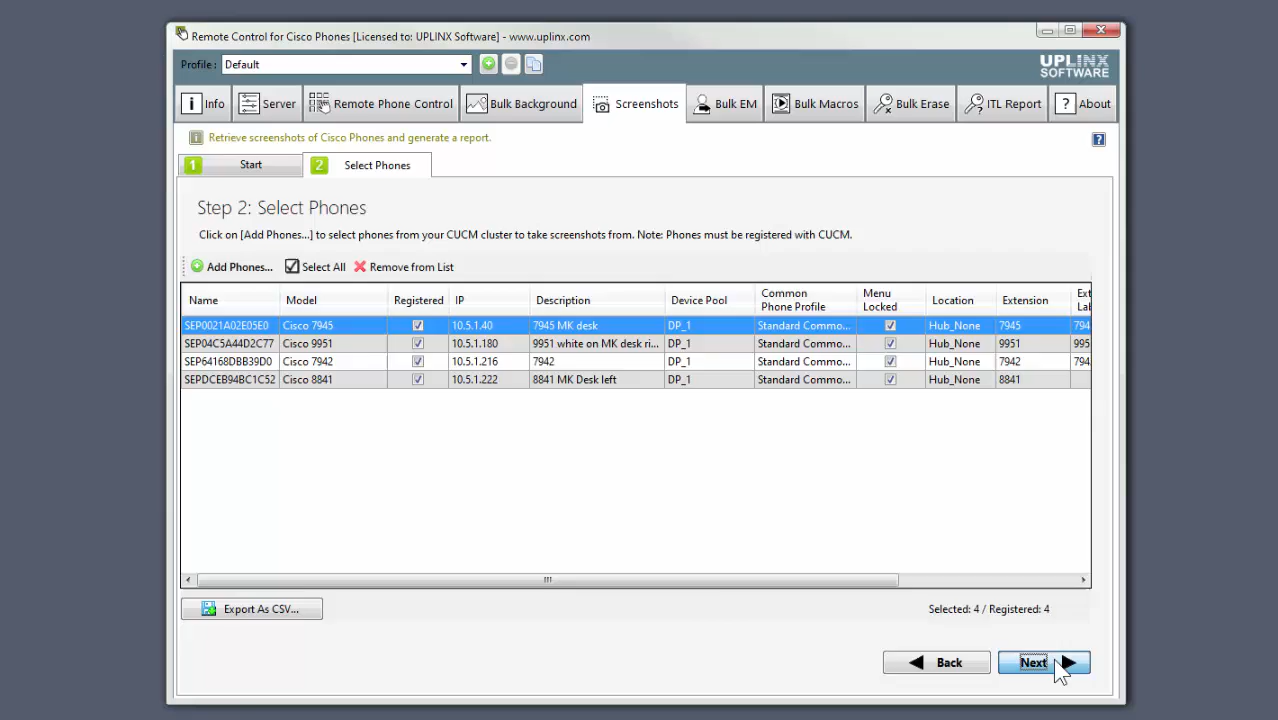 Remote Control for Cisco Phones [Licensed to: UPLINX Software] - www.uplinx.com
Profile : Default
UPLINX SOFTWARE
Info Server Remote Phone Control Bulk Background Screenshots Bulk EM Bulk Macros Bulk Erase ITL Report ? About
Retrieve screenshots of Cisco Phones and generate a report. ?
1 Start 2 Select Phones
Step 2: Select Phones
Click on [Add Phones...] to select phones from your CUCM cluster to take screenshots from. Note: Phones must be registered with CUCM.
Add Phones... Select All Remove from List
Name Model Registered IP Description Device Pool Common Phone Profile Menu Locked Location Extension Ext Lal
SEP0021A02E05E0 Cisco 7945 10.5.1.40 7945 MK desk DP_1 Standard Commo... Hub_None 7945 794
SEP04C5A44D2C77 Cisco 9951 10.5.1.180 9951 white on MK desk ri... DP_1 Standard Commo... Hub_None 9951 995
SEP64168DBB39D0 Cisco 7942 10.5.1.216 7942 DP_1 Standard Commo... Hub_None 7942 794
SEPDCEB94BC1C52 Cisco 8841 10.5.1.222 8841 MK Desk left DP_1 Standard Commo... Hub_None 8841
Export As CSV... Selected: 4 / Registered: 4
Back Next